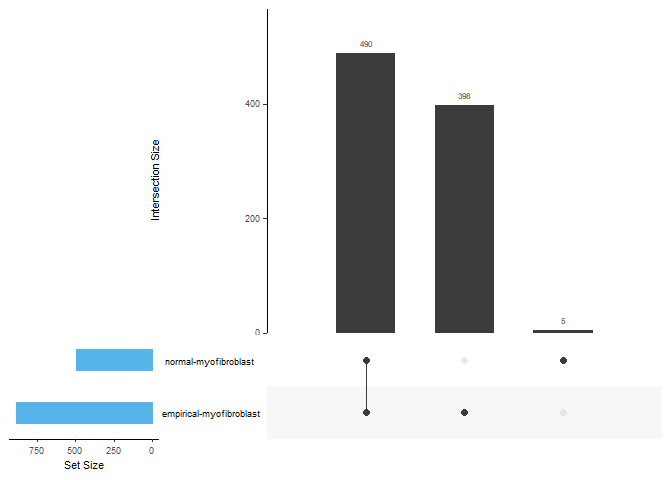 490
398
5
400
200
0
Intersection Size
normal-myofibroblast
empirical-myofibroblast
750 500 250 0
Set Size